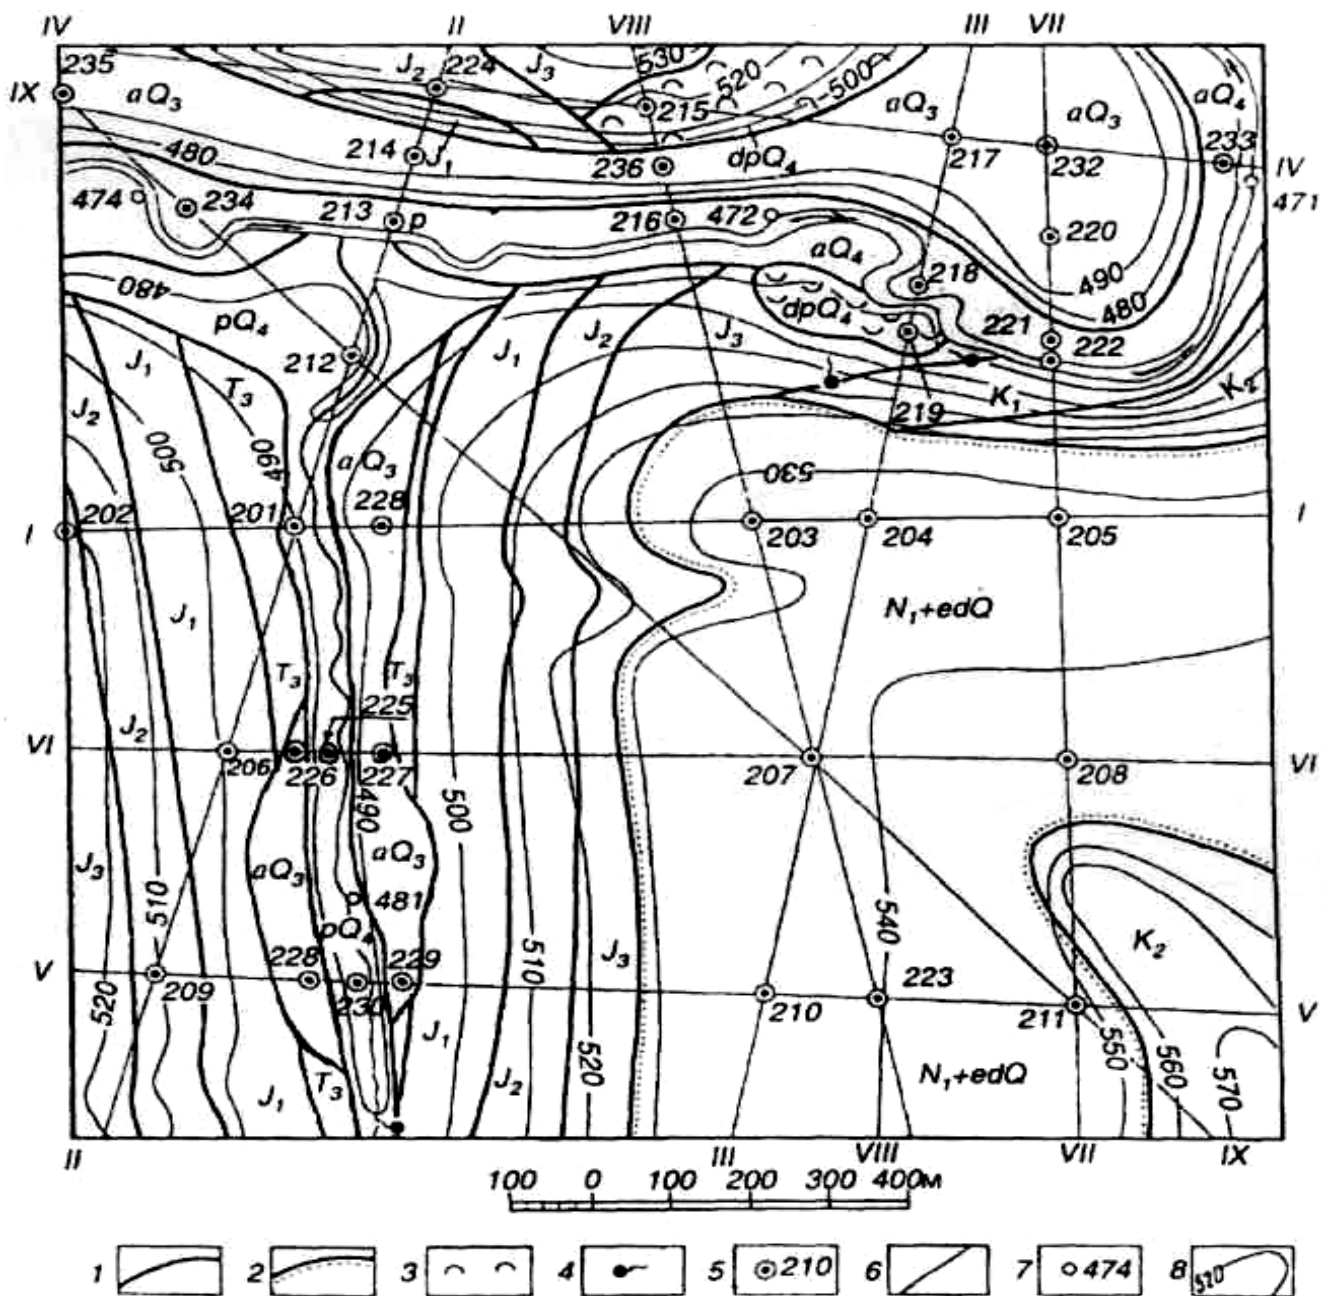 IV II VIII III VII
235 J₂ 224 J₃ 530 520 500 aQ₃ aQ₃ aQ₄
IX aQ₃ 215
214 J₁ 236 dpQ₄ 217 232 233 IV
480
474 234 213 p 216 472 220 471
aQ₄ 218 490
480 dpQ₄ 480
pQ₄ J₁ J₂ J₃ 221
J₁ 212 222
T₃ K₁ K₂
J₂ 219
500 490 aQ₃ 530
202 201 228
I 203 204 205 I
N₁+edQ
J₁
T₃ T₃
225
J₂
VI 206 226 227 207 208 VI
490 500
J₃ aQ₃ aQ₃
510 481 540
pQ₄ K₂
V 228 229 510 J₃
209 230 210 223 211 V
520 J₁ 550 560
J₁ T₃ J₂ 520 N₁+edQ 570
II III VIII VII IX
100 0 100 200 300 400м
1 2 3 4 5 210 6 7 474 8 520